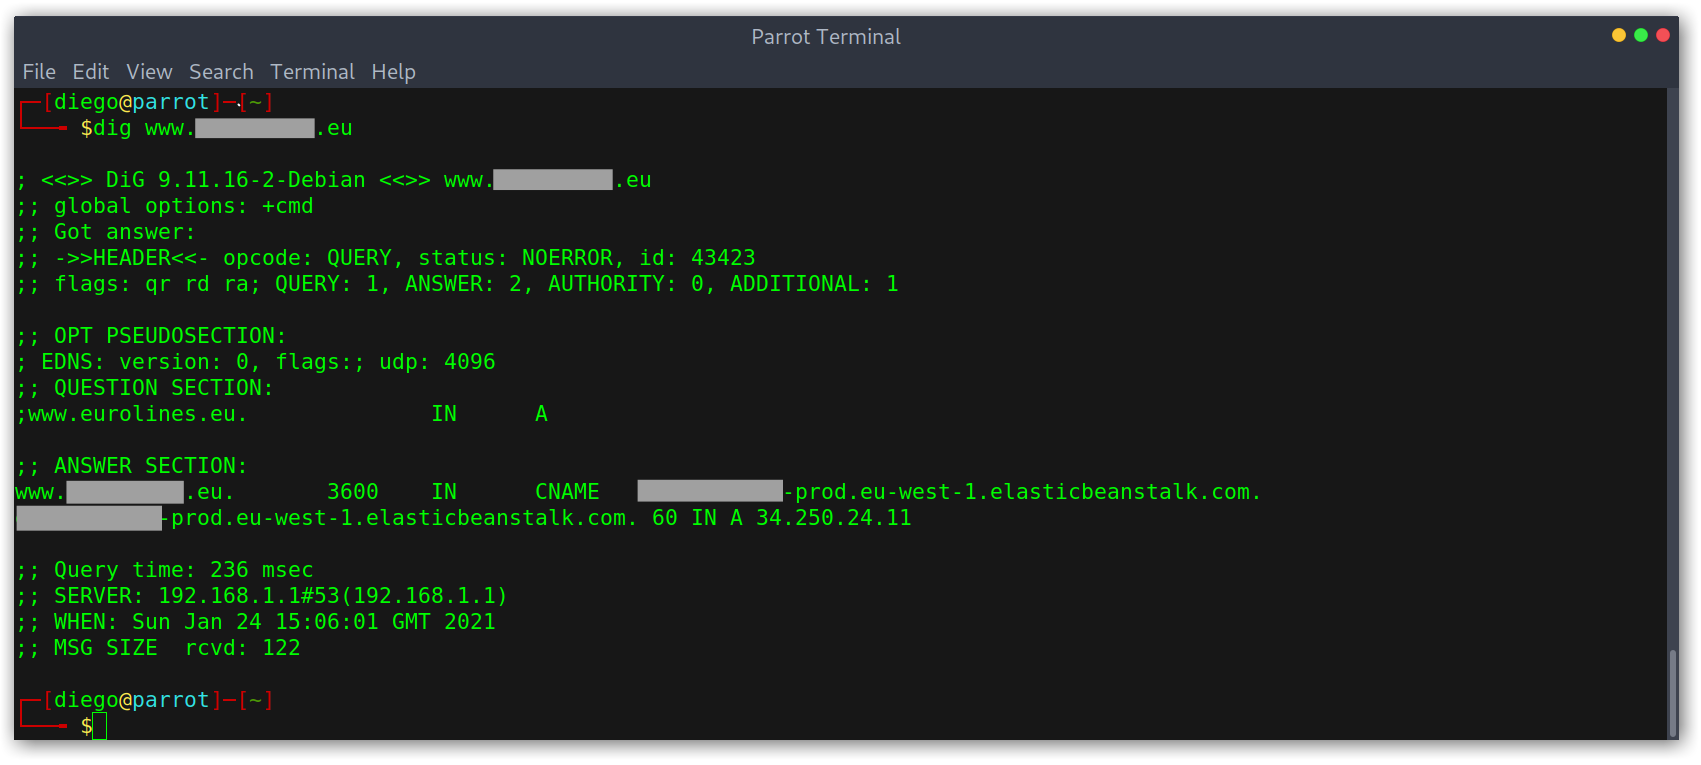 Parrot Terminal
File Edit View Search Terminal Help
[diego@parrot]-[~]
$dig www. .eu
; <<>> DiG 9.11.16-2-Debian <<>> www. .eu
;; global options: +cmd
;; Got answer:
;; ->>HEADER<<- opcode: QUERY, status: NOERROR, id: 43423
;; flags: qr rd ra; QUERY: 1, ANSWER: 2, AUTHORITY: 0, ADDITIONAL: 1
;; OPT PSEUDOSECTION:
; EDNS: version: 0, flags:; udp: 4096
;; QUESTION SECTION:
;www.eurolines.eu. IN A
;; ANSWER SECTION:
www. .eu. 3600 IN CNAME -prod.eu-west-1.elasticbeanstalk.com.
-prod.eu-west-1.elasticbeanstalk.com. 60 IN A 34.250.24.11
;; Query time: 236 msec
;; SERVER: 192.168.1.1#53(192.168.1.1)
;; WHEN: Sun Jan 24 15:06:01 GMT 2021
;; MSG SIZE rcvd: 122
[diego@parrot]-[~]
$